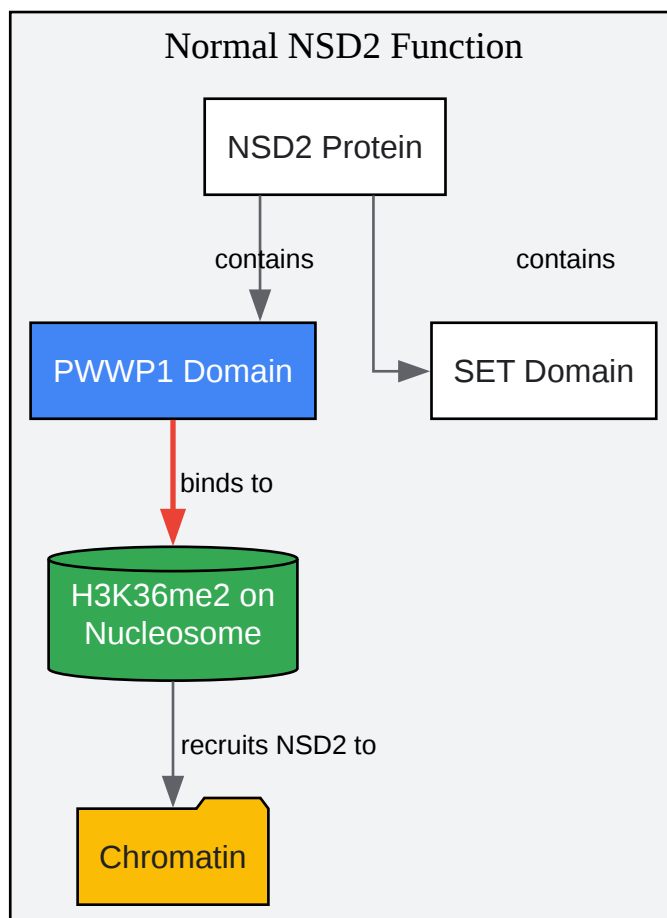 Normal NSD2 Function
NSD2 Protein
contains
contains
PWWP1 Domain
SET Domain
binds to
H3K36me2 on
Nucleosome
recruits NSD2 to
Chromatin